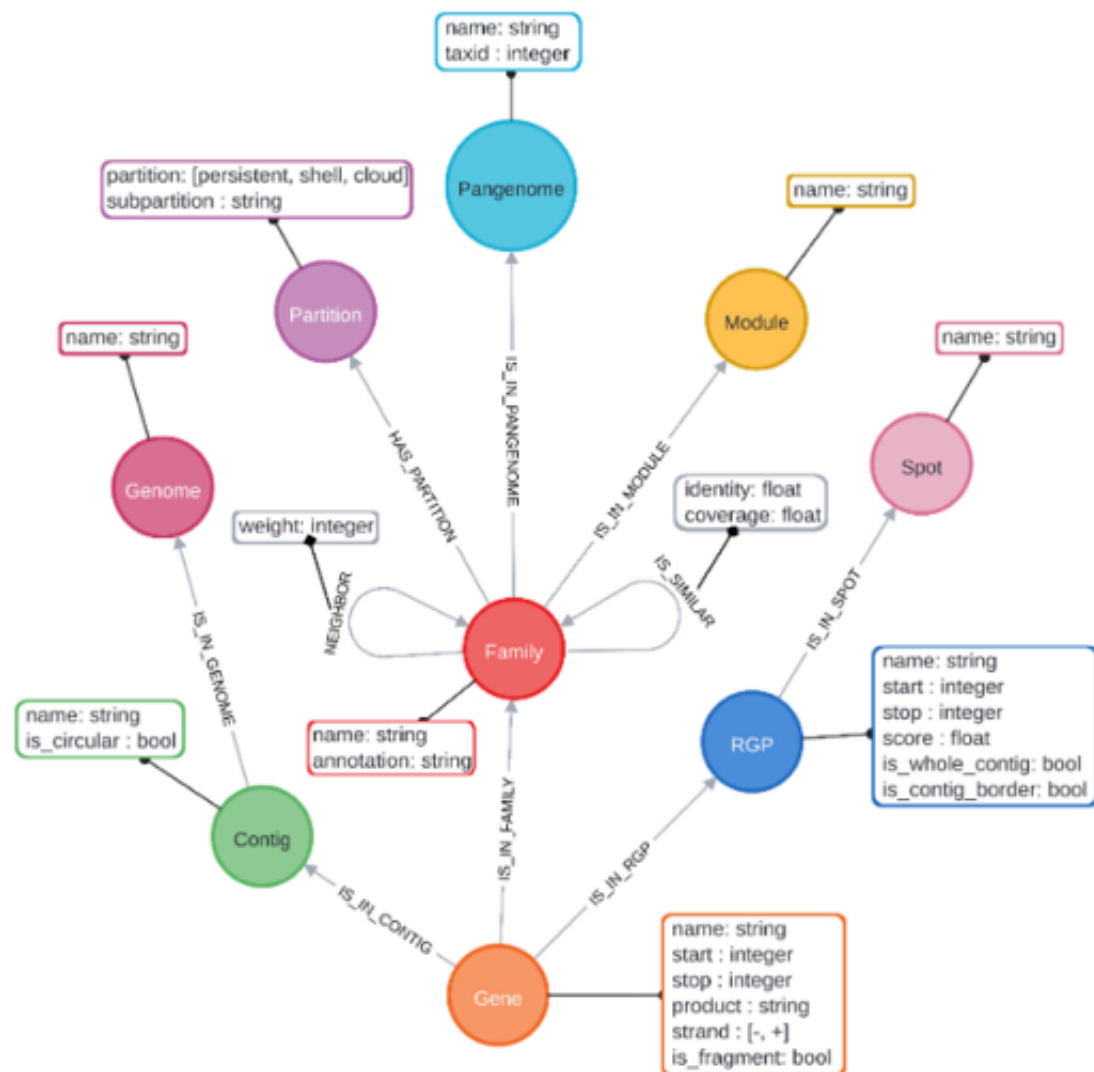 name: string
taxid : integer
Pangenome
partition: [persistent, shell, cloud]
subpartition : string
Partition
name: string
Module
name: string
Genome
name: string
Spot
HAS_PARTITION
IS_IN_PANGENOME
IS_IN_MODULE
weight: integer
NEIGHBOR
identity: float
coverage: float
IS_SIMILAR
Family
name: string
annotation: string
IS_IN_GENOME
name: string
is_circular : bool
Contig
IS_IN_SPOT
name: string
start : integer
stop : integer
score : float
is_whole_contig: bool
is_contig_border: bool
RGP
IS_IN_CONTIG
IS_IN_FAMILY
IS_IN_RGP
Gene
name: string
start : integer
stop : integer
product : string
strand : [-, +]
is_fragment: bool